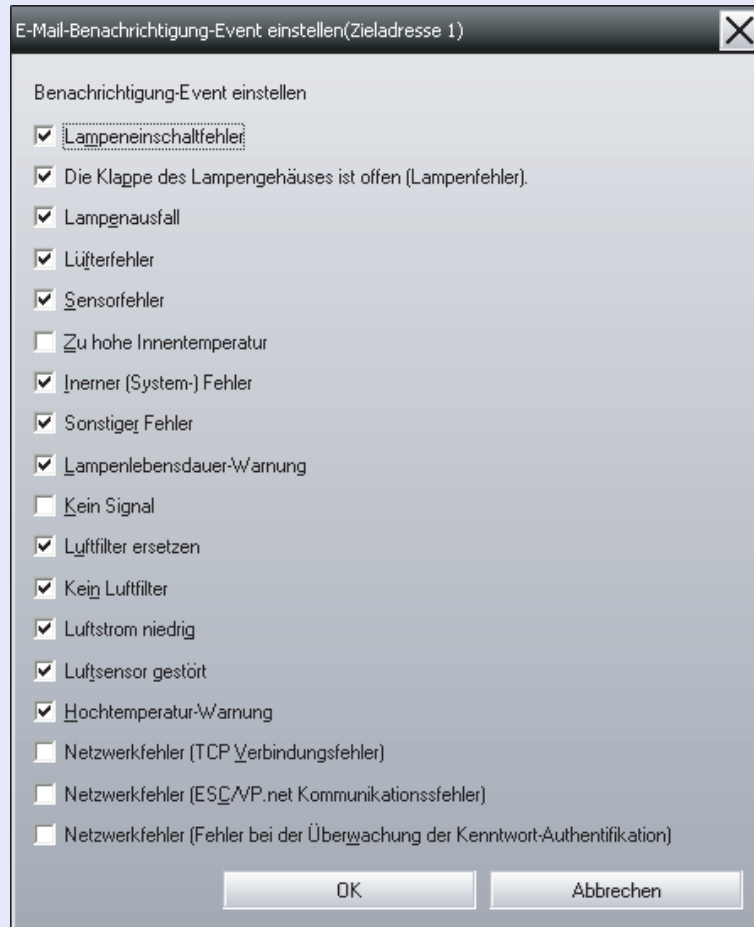 E-Mail-Benachrichtigung-Event einstellen(Zieladresse 1)
Benachrichtigung-Event einstellen
Lampeneinschaltfehler
Die Klappe des Lampengehäuses ist offen (Lampenfehler).
Lampenausfall
Lüfterfehler
Sensorfehler
Zu hohe Innentemperatur
Inerner (System-) Fehler
Sonstiger Fehler
Lampenlebensdauer-Warnung
Kein Signal
Luftfilter ersetzen
Kein Luftfilter
Luftstrom niedrig
Luftsensor gestört
Hochtemperatur-Warnung
Netzwerkfehler (TCP Verbindungsfehler)
Netzwerkfehler (ESC/VP.net Kommunikationssfehler)
Netzwerkfehler (Fehler bei der Überwachung der Kenntwort-Authentifikation)
OK Abbrechen